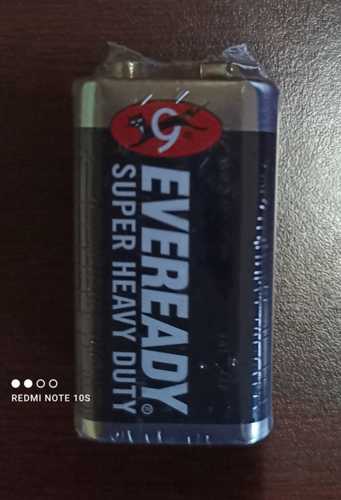 9
EVEREADY®
SUPER HEAVY DUTY
REDMI NOTE 10S